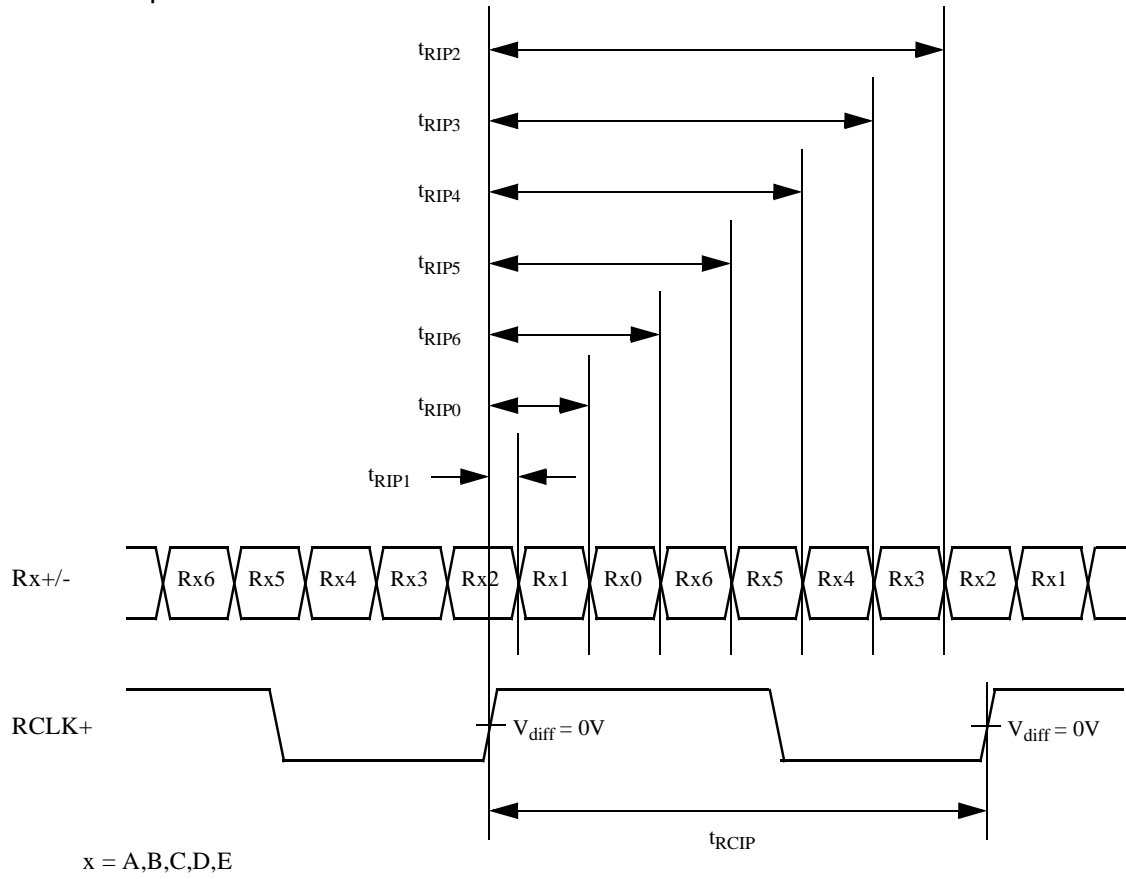 tRIP2
tRIP3
tRIP4
tRIP5
tRIP6
tRIP0
tRIP1
Rx+/- Rx6 Rx5 Rx4 Rx3 Rx2 Rx1 Rx0 Rx6 Rx5 Rx4 Rx3 Rx2 Rx1
RCLK+ Vdiff = 0V Vdiff = 0V
tRCIP
x = A,B,C,D,E